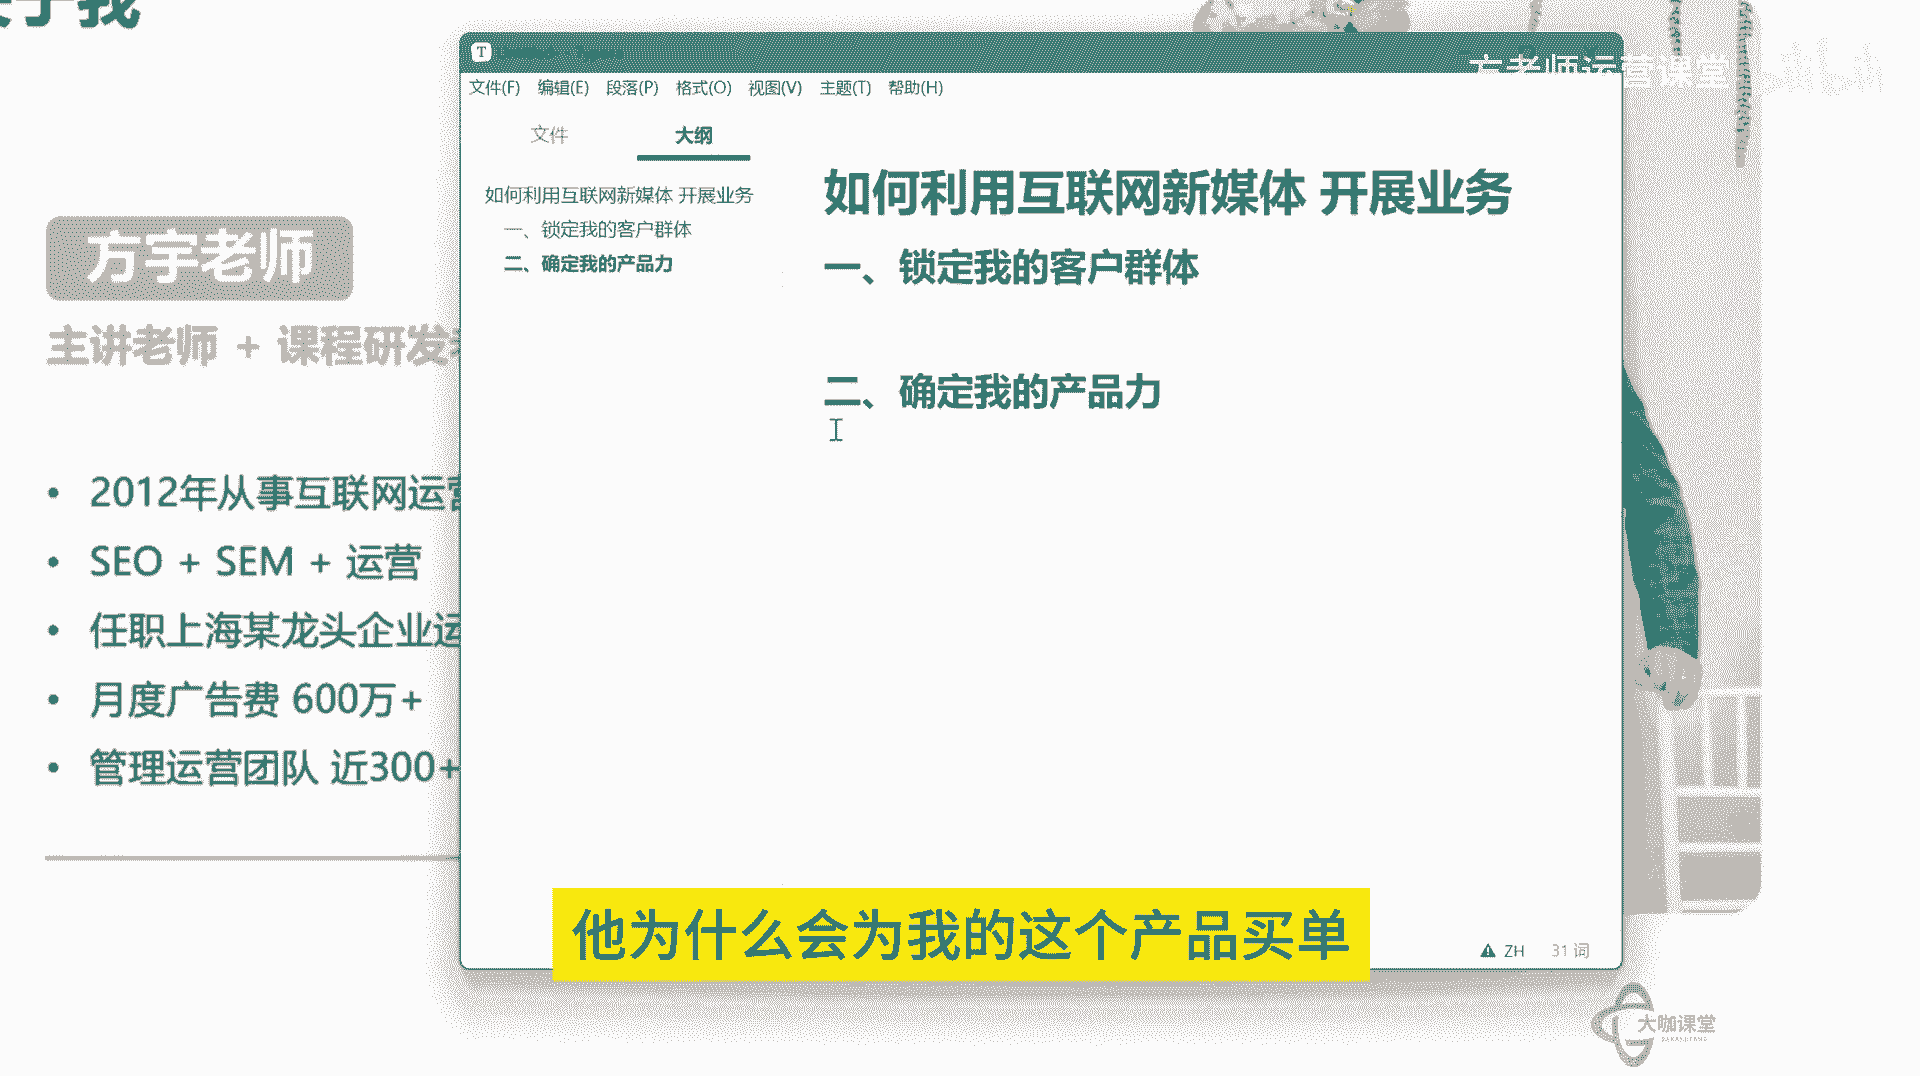 关于我
方老师运营课堂 bilibili
T Untitled - Typora
文件(F) 编辑(E) 段落(P) 格式(O) 视图(V) 主题(T) 帮助(H)
文件 大纲
如何利用互联网新媒体 开展业务
一、锁定我的客户群体
二、确定我的产品力
如何利用互联网新媒体 开展业务
一、锁定我的客户群体
二、确定我的产品力
方宇老师
主讲老师 + 课程研发
• 2012年从事互联网运营
• SEO + SEM + 运营
• 任职上海某龙头企业运
• 月度广告费 600万+
• 管理运营团队 近300+
他为什么会为我的这个产品买单
ZH 31 词
大咖课堂